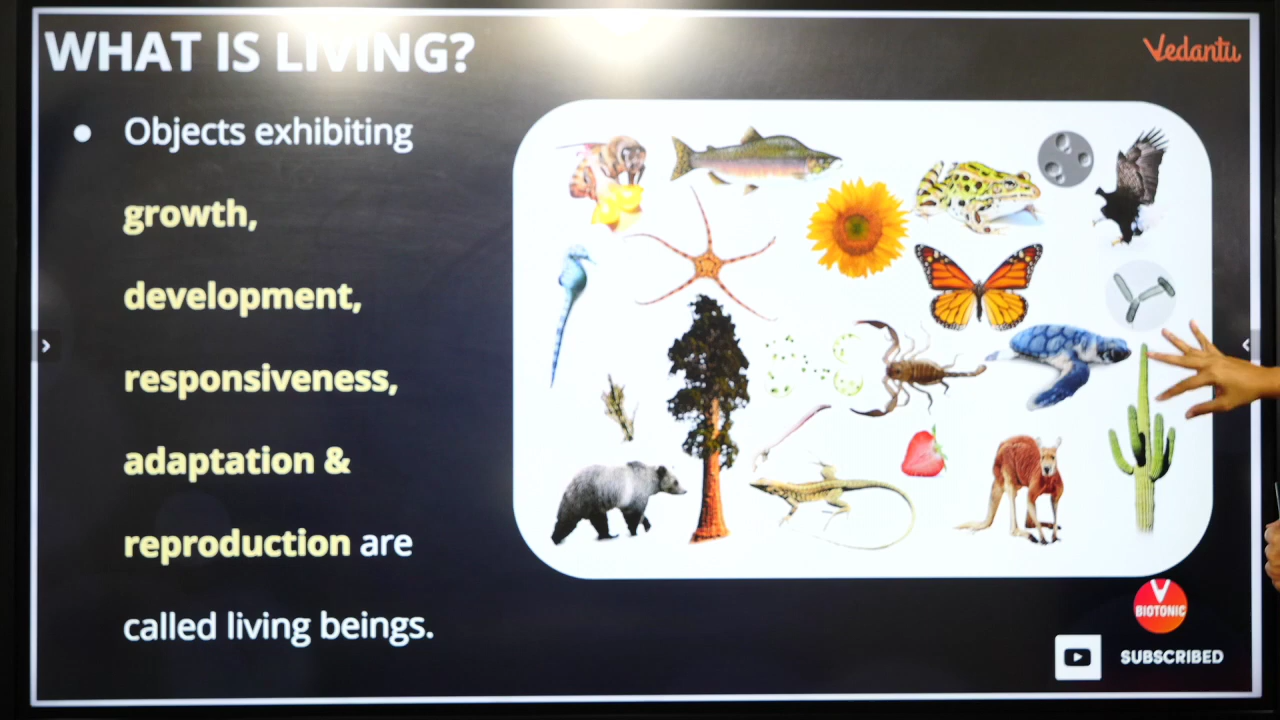 WHAT IS LIVING?
Vedantu
● Objects exhibiting
growth,
development,
responsiveness,
adaptation &
reproduction are
called living beings.
V
BIOTONIC
SUBSCRIBED